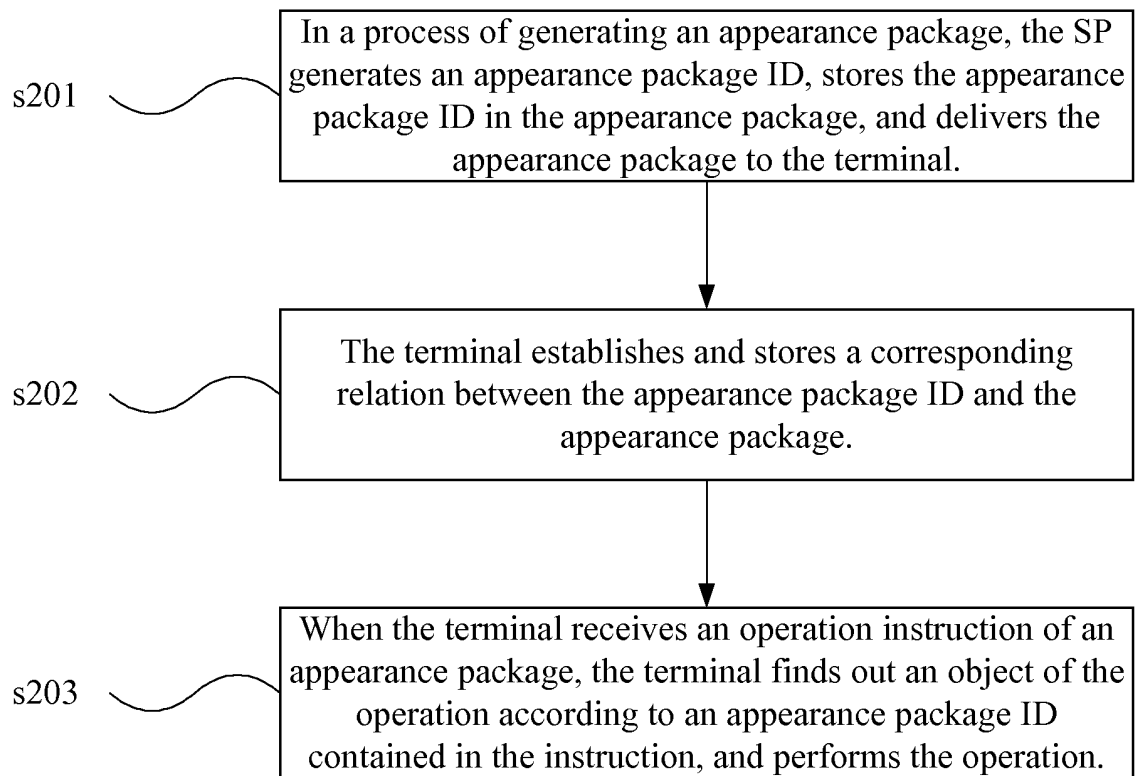 s201
In a process of generating an appearance package, the SP
generates an appearance package ID, stores the appearance
package ID in the appearance package, and delivers the
appearance package to the terminal.
s202
The terminal establishes and stores a corresponding
relation between the appearance package ID and the
appearance package.
s203
When the terminal receives an operation instruction of an
appearance package, the terminal finds out an object of the
operation according to an appearance package ID
contained in the instruction, and performs the operation.